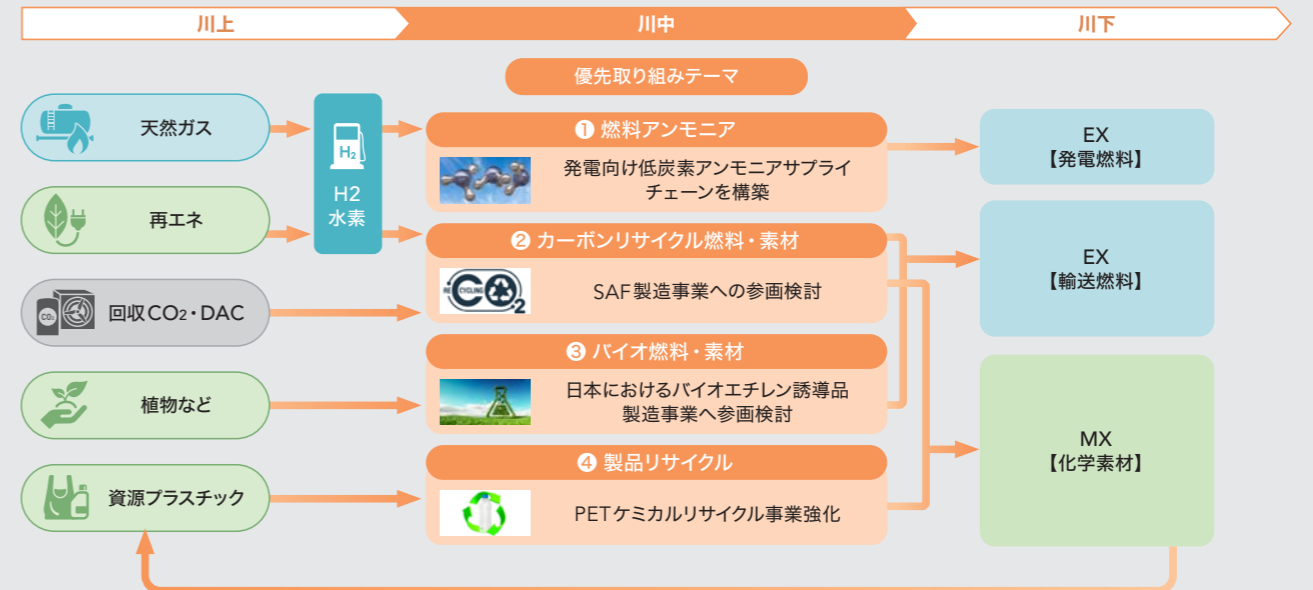 川上
川中
川下
優先取り組みテーマ
天然ガス
再エネ
CO₂
回収CO₂・DAC
植物など
資源プラスチック
H₂
H2
水素
❶ 燃料アンモニア
発電向け低炭素アンモニアサプライ
チェーンを構築
❷ カーボンリサイクル燃料・素材
RECYCLING
CO₂
SAF製造事業への参画検討
❸ バイオ燃料・素材
日本におけるバイオエチレン誘導品
製造事業へ参画検討
❹ 製品リサイクル
PETケミカルリサイクル事業強化
EX
【発電燃料】
EX
【輸送燃料】
MX
【化学素材】